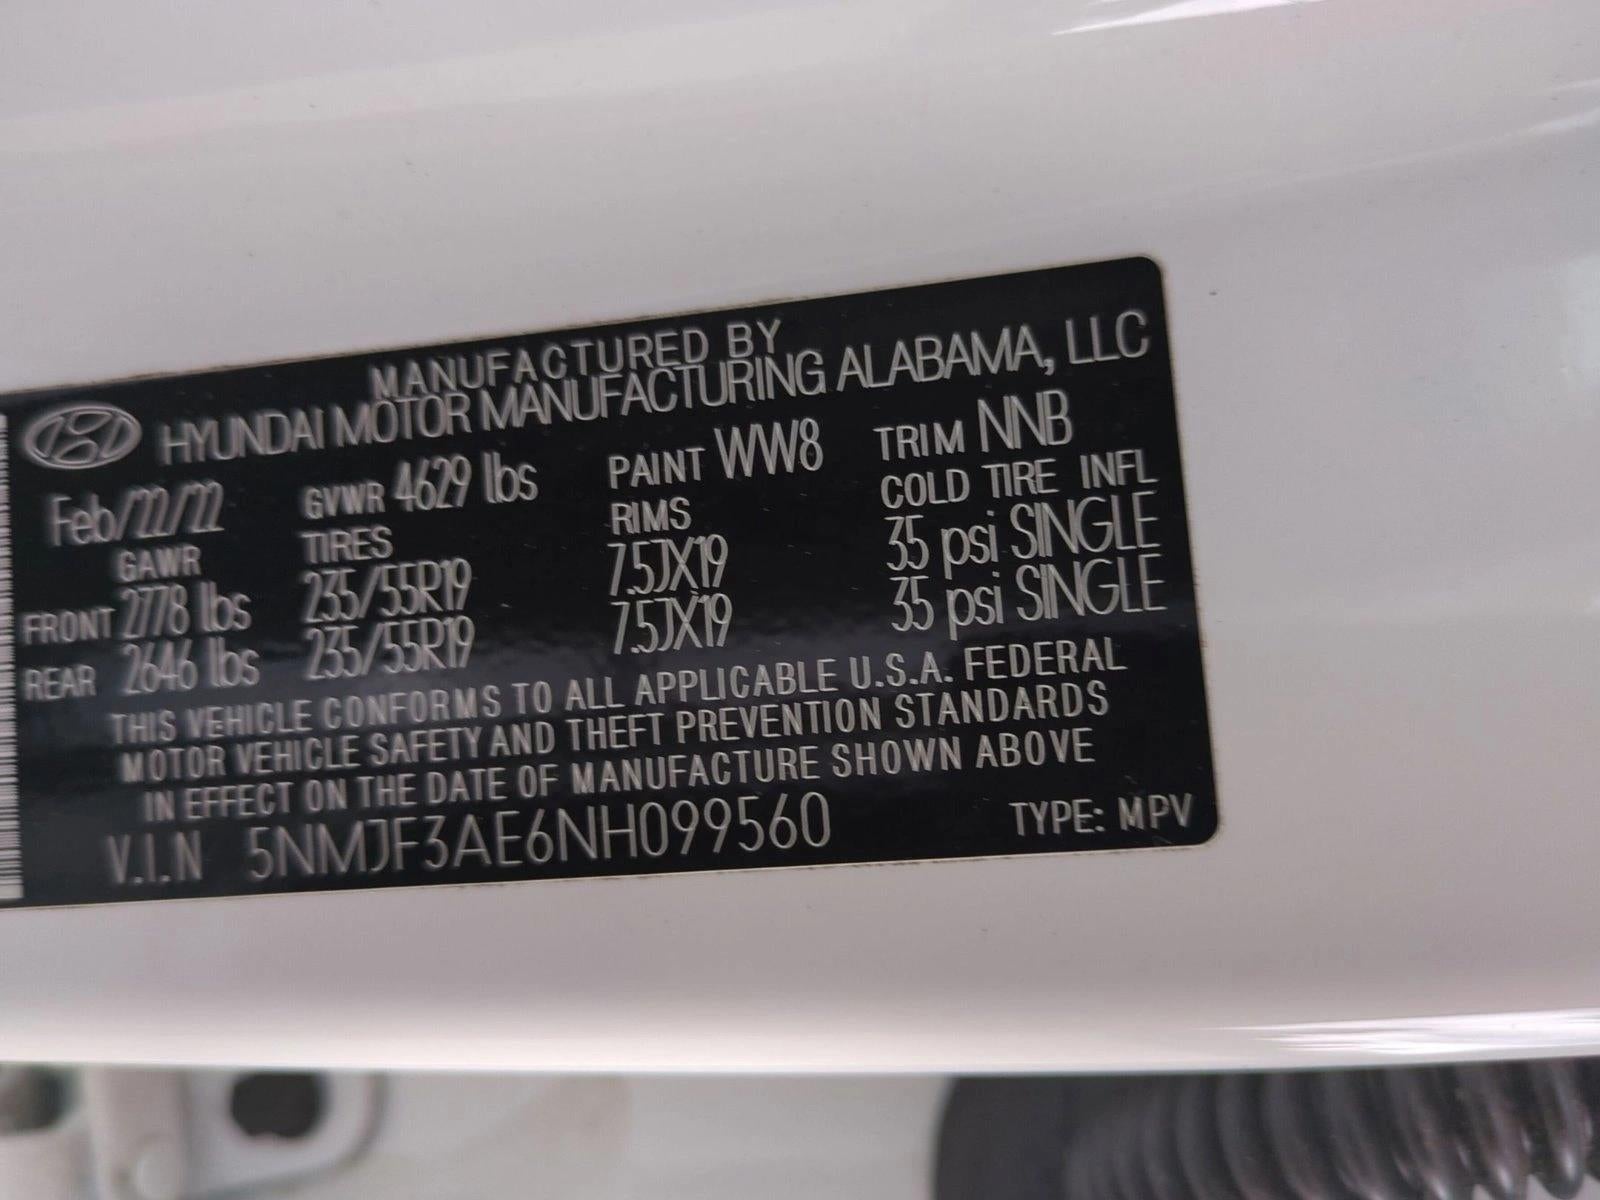 MANUFACTURED BY
HYUNDAI MOTOR MANUFACTURING ALABAMA, LLC
Feb/22/22 GVWR 4629 lbs PAINT WW8 TRIM NNB
GAWR TIRES RIMS COLD TIRE INFL
FRONT 2778 lbs 235/55R19 7.5JX19 35 psi SINGLE
REAR 2646 lbs 235/55R19 7.5JX19 35 psi SINGLE
THIS VEHICLE CONFORMS TO ALL APPLICABLE U.S.A. FEDERAL
MOTOR VEHICLE SAFETY AND THEFT PREVENTION STANDARDS
IN EFFECT ON THE DATE OF MANUFACTURE SHOWN ABOVE
V.I.N 5NMJF3AE6NH099560 TYPE: MPV